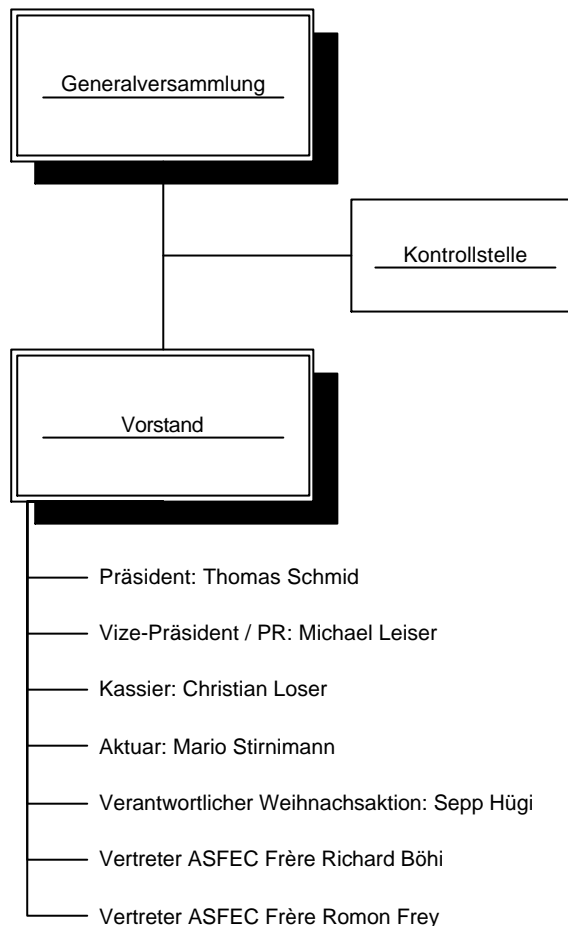 Generalversammlung
Kontrollstelle
Vorstand
Präsident: Thomas Schmid
Vize-Präsident / PR: Michael Leiser
Kassier: Christian Loser
Aktuar: Mario Stirnimann
Verantwortlicher Weihnachsaktion: Sepp Hügi
Vertreter ASFEC Frère Richard Böhi
Vertreter ASFEC Frère Romon Frey